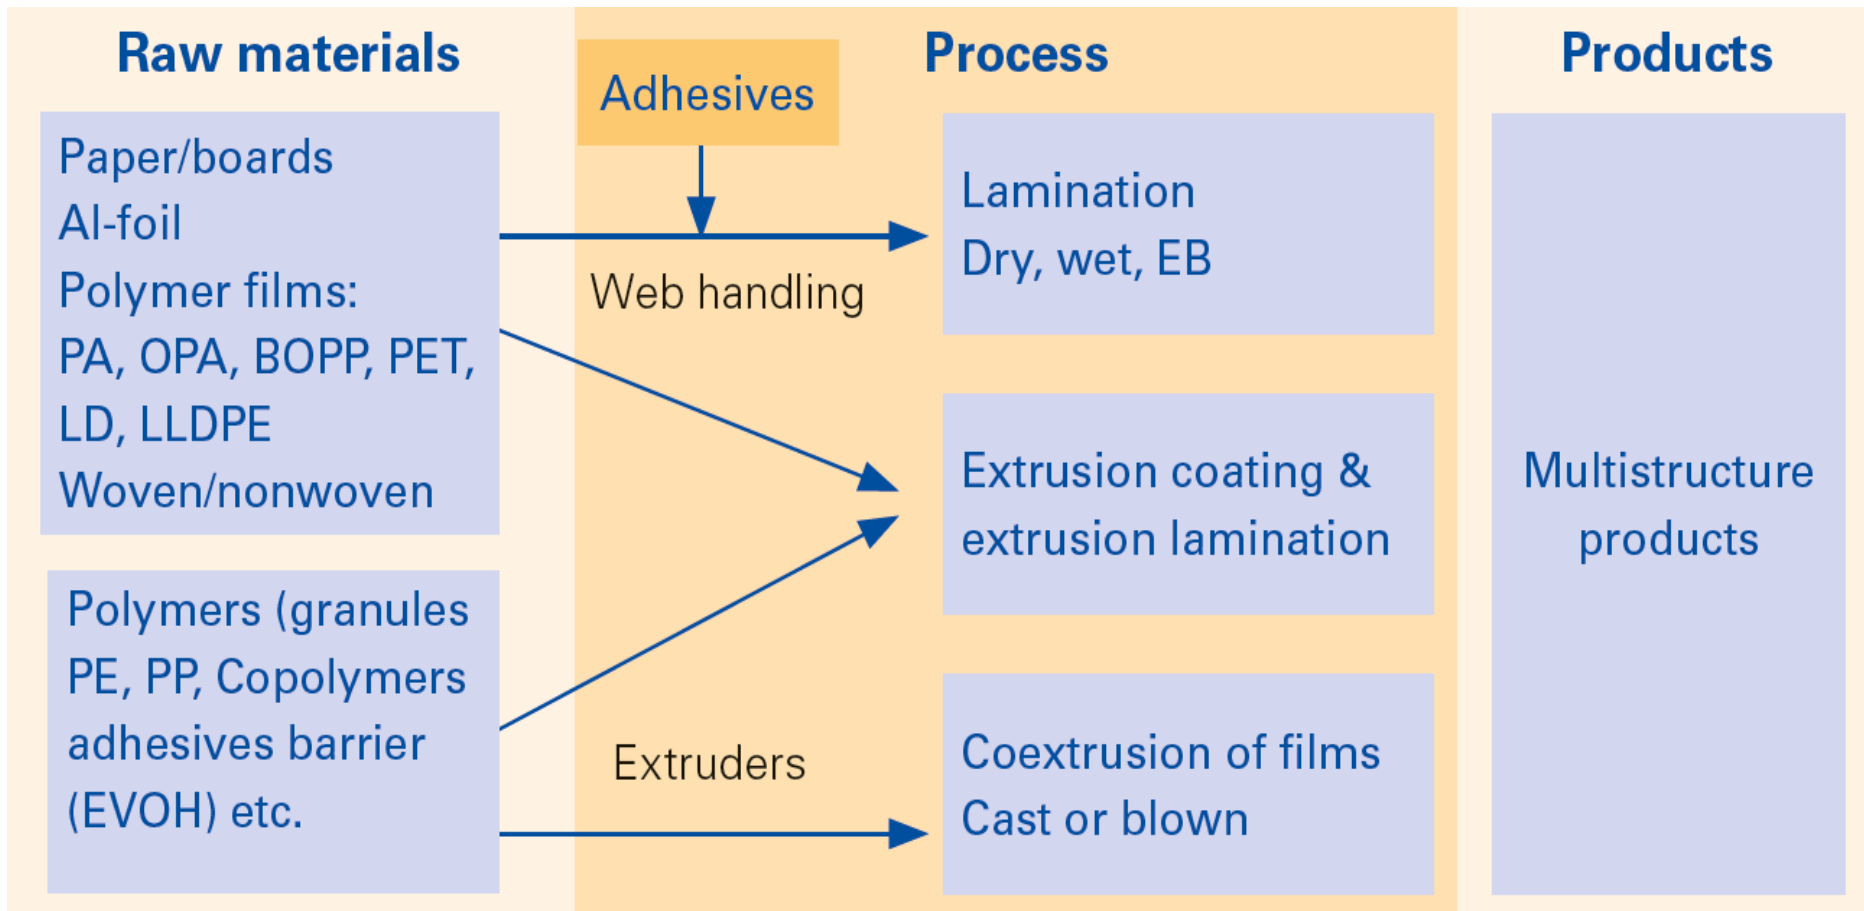 Raw materials
Paper/boards
Al-foil
Polymer films:
PA, OPA, BOPP, PET,
LD, LLDPE
Woven/nonwoven
Polymers (granules
PE, PP, Copolymers
adhesives barrier
(EVOH) etc.
Adhesives
Web handling
Extruders
Process
Lamination
Dry, wet, EB
Extrusion coating &
extrusion lamination
Coextrusion of films
Cast or blown
Products
Multistructure
products